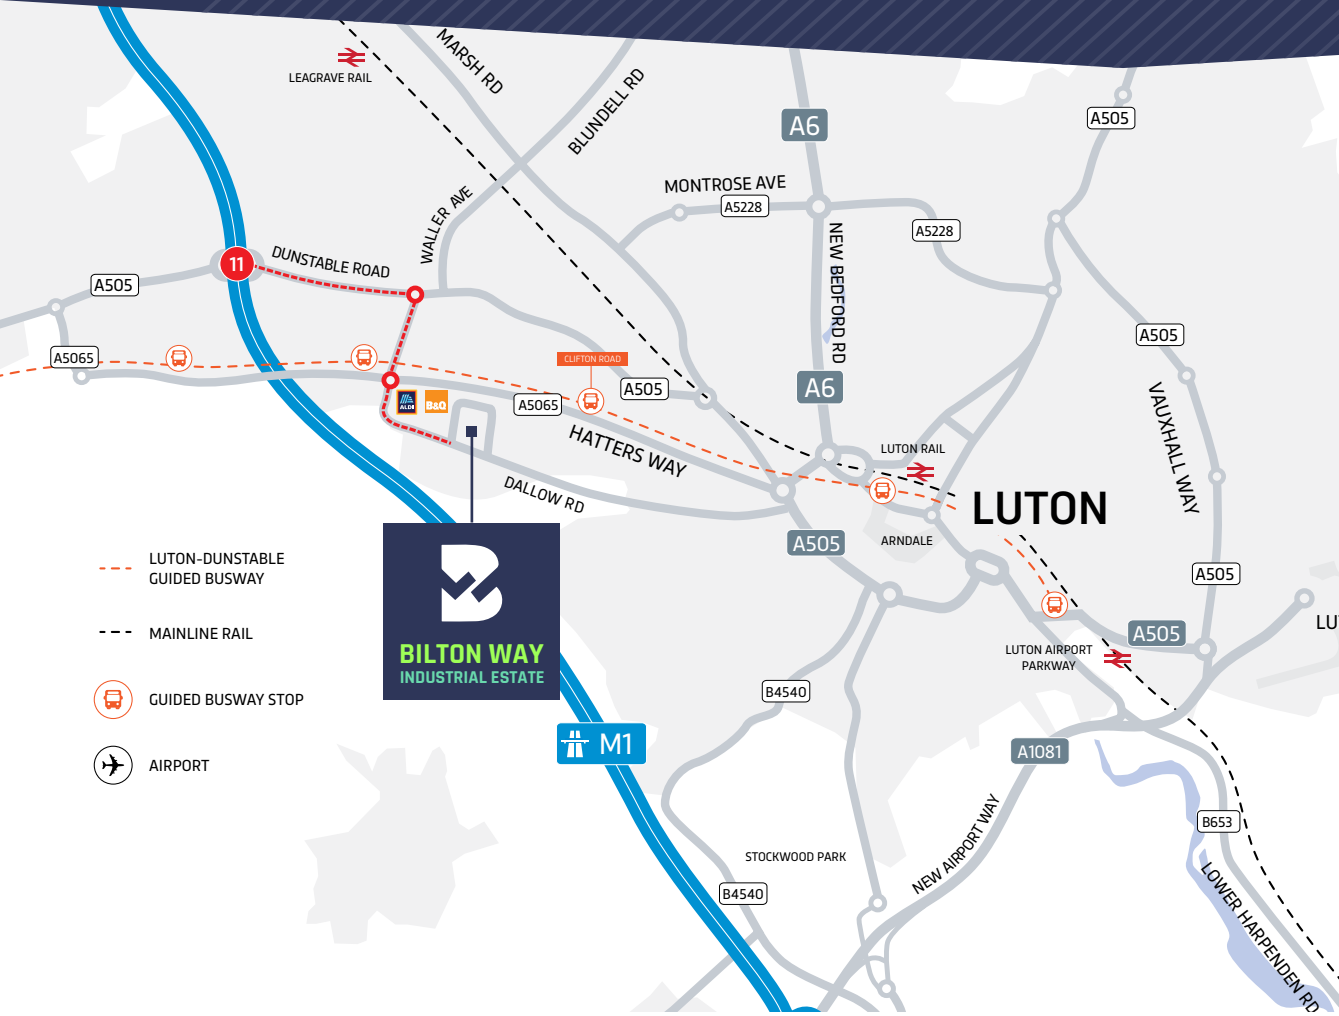 MARSH RD
LEAGRAVE RAIL
BLUNDELL RD
A6
A505
MONTROSE AVE
A5228
A5228
WALLER AVE
NEW BEDFORD RD
DUNSTABLE ROAD
11
A505
A505
A5065
CLIFTON ROAD
A505
A6
ALDI
B&Q
A5065
VAUXHALL WAY
HATTERS WAY
LUTON RAIL
DALLOW RD
LUTON
A505
ARNDALE
LUTON-DUNSTABLE
GUIDED BUSWAY
A505
LU
MAINLINE RAIL
A505
BILTON WAY
INDUSTRIAL ESTATE
LUTON AIRPORT
PARKWAY
GUIDED BUSWAY STOP
B4540
M1
A1081
AIRPORT
B653
NEW AIRPORT WAY
STOCKWOOD PARK
B4540
LOWER HARPENDEN RD